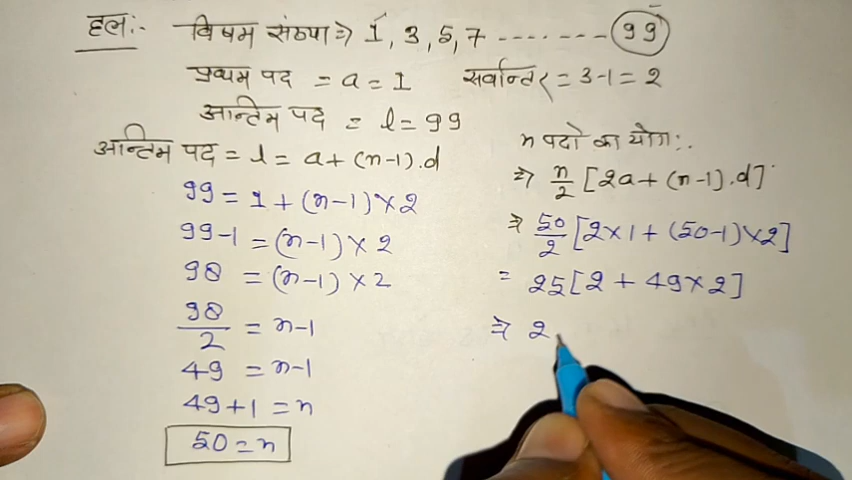 हल:- विषम संख्या ⇒ 1, 3, 5, 7 -------- 99
प्रथम पद = a = 1 सर्वान्तर = 3-1 = 2
आन्तिम पद = l = 99
आन्तिम पद = l = a + (n-1).d
99 = 1 + (n-1) × 2
99-1 = (n-1) × 2
98 = (n-1) × 2
98/2 = n-1
49 = n-1
49+1 = n
50 = n
n पदो का योग:.
⇒ n/2 [2a + (n-1).d]
⇒ 50/2 [2×1 + (50-1)×2]
= 25[2 + 49×2]
⇒ 2